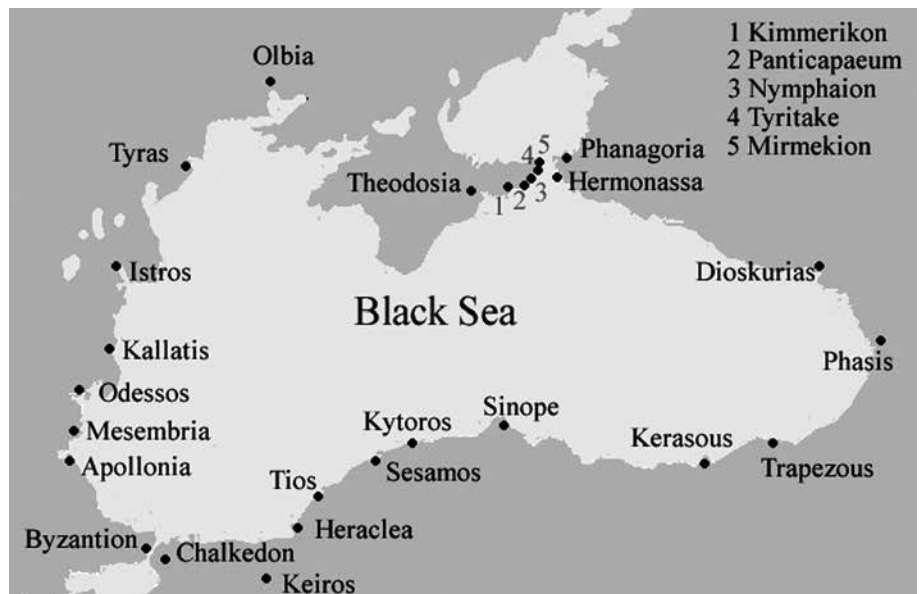 Olbia
1 Kimmerikon
2 Panticapaeum
3 Nymphaion
4 Tyritake
5 Mirmekion
Tyras
Theodosia
1
2
3
4
5
Phanagoria
Hermonassa
Istros
Dioskurias
Black Sea
Kallatis
Phasis
Odessos
Mesembria
Apollonia
Kytoros
Sinope
Kerasous
Trapezous
Sesamos
Tios
Heraclea
Byzantion
Chalkedon
Keiros